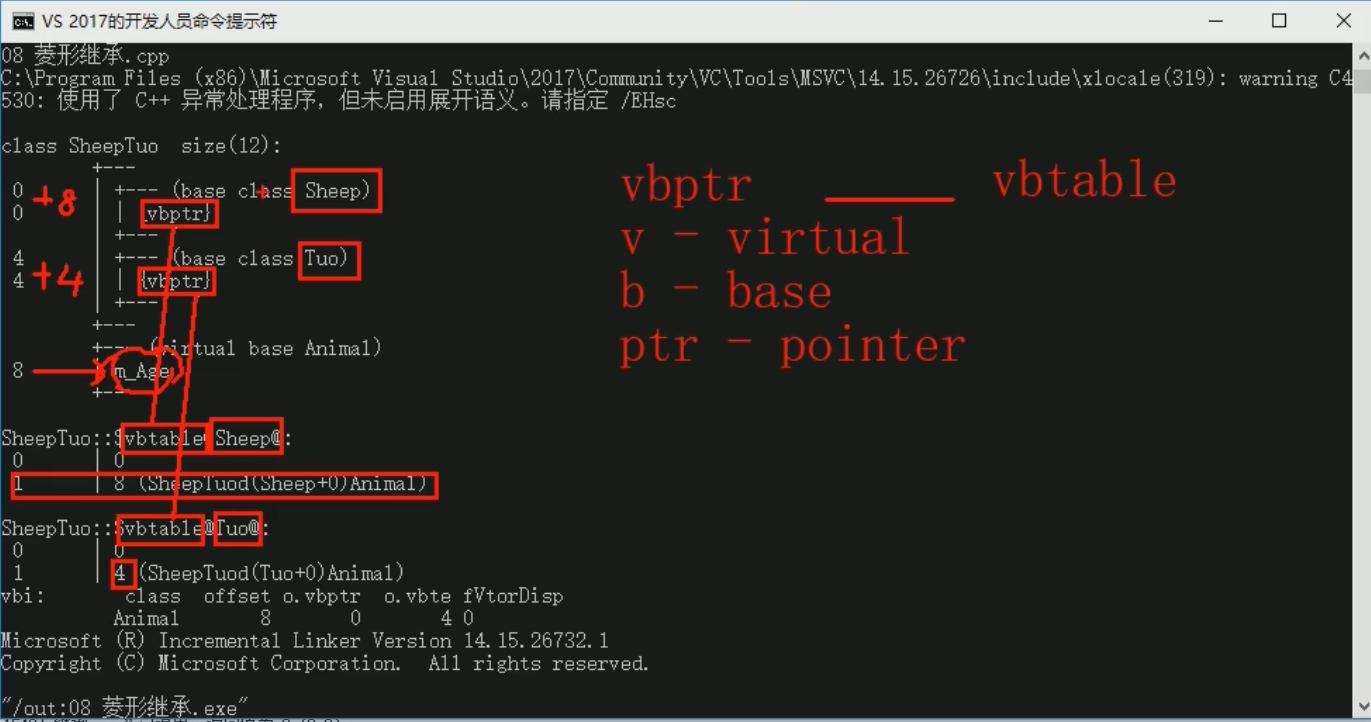 VS 2017的开发人员命令提示符
08 菱形继承.cpp
C:\Program Files (x86)\Microsoft Visual Studio\2017\Community\VC\Tools\MSVC\14.15.26726\include\xlocale(319): warning C4
530: 使用了 C++ 异常处理程序，但未启用展开语义。请指定 /EHsc
class SheepTuo size(12):
+---
0 +8 | +--- (base class Sheep)
0 | | {vbptr}
| +---
4 | +--- (base class Tuo)
4 +4 | | {vbptr}
| +---
+---
+--- (virtual base Animal)
8 | m_Age
+---
SheepTuo::$vbtable@Sheep@:
0 | 0
1 | 8 (SheepTuod(Sheep+0)Animal)
SheepTuo::$vbtable@Tuo@:
0 | 0
1 | 4 (SheepTuod(Tuo+0)Animal)
vbi: class offset o.vbptr o.vbte fVtorDisp
Animal 8 0 4 0
Microsoft (R) Incremental Linker Version 14.15.26732.1
Copyright (C) Microsoft Corporation. All rights reserved.
"/out:08 菱形继承.exe"
vbptr vbtable
v - virtual
b - base
ptr - pointer